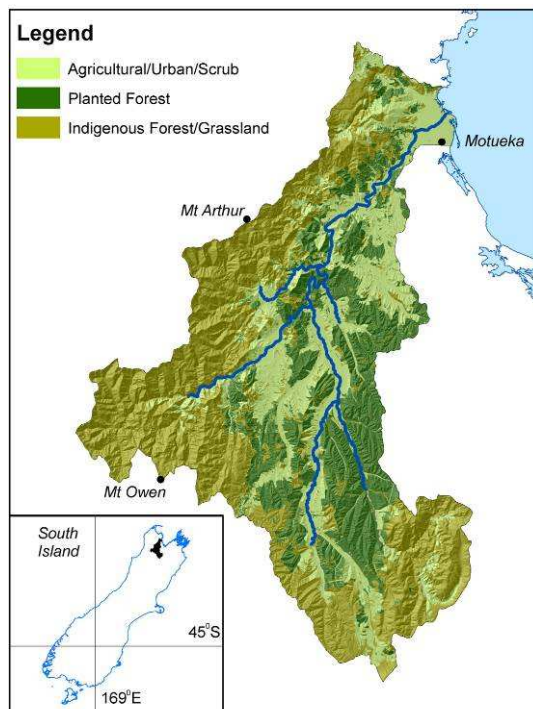 Legend
Agricultural/Urban/Scrub
Planted Forest
Indigenous Forest/Grassland
Motueka
Mt Arthur
Mt Owen
South
Island
45°S
169°E